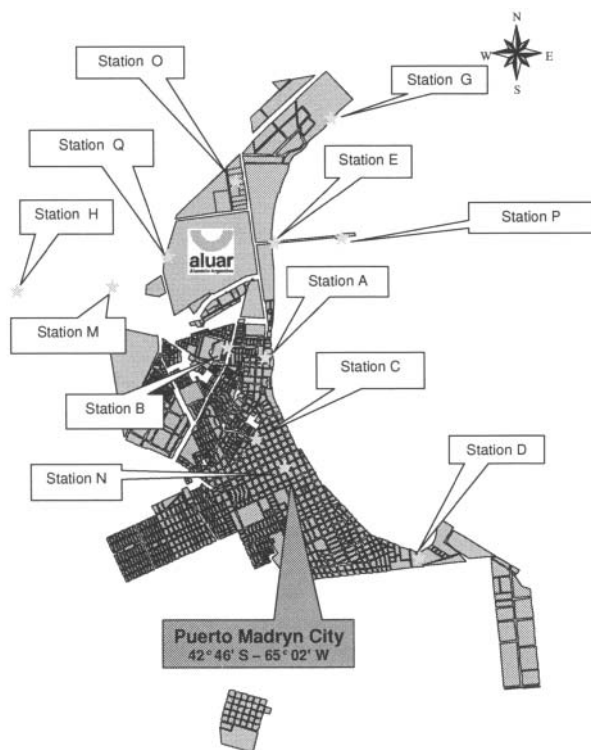 N
W E
S
Station O
Station G
Station Q
Station E
Station H
Station P
aluar
Station A
Station M
Station C
Station B
Station D
Station N
Puerto Madryn City
42° 46' S – 65° 02' W